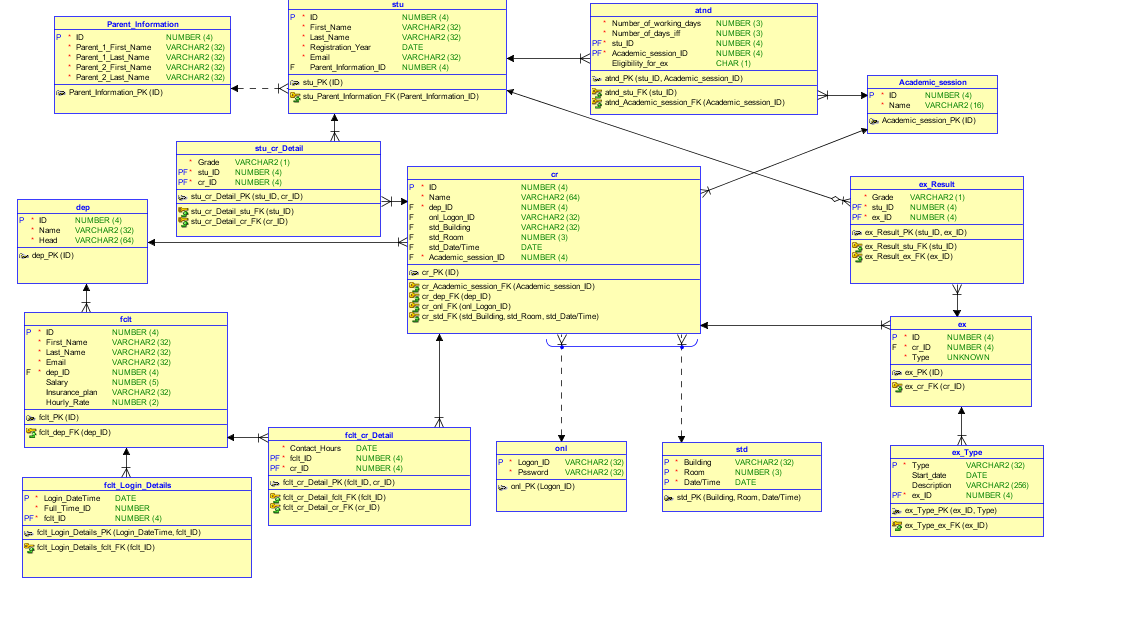 Parent_Information
P * ID NUMBER (4)
* Parent_1_First_Name VARCHAR2 (32)
* Parent_1_Last_Name VARCHAR2 (32)
* Parent_2_First_Name VARCHAR2 (32)
* Parent_2_Last_Name VARCHAR2 (32)
Parent_Information_PK (ID)
stu
P * ID NUMBER (4)
* First_Name VARCHAR2 (32)
* Last_Name VARCHAR2 (32)
* Registration_Year DATE
* Email VARCHAR2 (32)
F Parent_Information_ID NUMBER (4)
stu_PK (ID)
stu_Parent_Information_FK (Parent_Information_ID)
atnd
* Number_of_working_days NUMBER (3)
* Number_of_days_iff NUMBER (3)
PF * stu_ID NUMBER (4)
PF * Academic_session_ID NUMBER (4)
Eligibility_for_ex CHAR (1)
atnd_PK (stu_ID, Academic_session_ID)
atnd_stu_FK (stu_ID)
atnd_Academic_session_FK (Academic_session_ID)
Academic_session
P * ID NUMBER (4)
* Name VARCHAR2 (16)
Academic_session_PK (ID)
stu_cr_Detail
* Grade VARCHAR2 (1)
PF * stu_ID NUMBER (4)
PF * cr_ID NUMBER (4)
stu_cr_Detail_PK (stu_ID, cr_ID)
stu_cr_Detail_stu_FK (stu_ID)
stu_cr_Detail_cr_FK (cr_ID)
cr
P * ID NUMBER (4)
* Name VARCHAR2 (64)
F * dep_ID NUMBER (4)
F onl_Logon_ID VARCHAR2 (32)
F std_Building VARCHAR2 (32)
F std_Room NUMBER (3)
F std_Date/Time DATE
F * Academic_session_ID NUMBER (4)
cr_PK (ID)
cr_Academic_session_FK (Academic_session_ID)
cr_dep_FK (dep_ID)
cr_onl_FK (onl_Logon_ID)
cr_std_FK (std_Building, std_Room, std_Date/Time)
ex_Result
* Grade VARCHAR2 (1)
PF * stu_ID NUMBER (4)
PF * ex_ID NUMBER (4)
ex_Result_PK (stu_ID, ex_ID)
ex_Result_stu_FK (stu_ID)
ex_Result_ex_FK (ex_ID)
dep
P * ID NUMBER (4)
* Name VARCHAR2 (32)
* Head VARCHAR2 (64)
dep_PK (ID)
fclt
P * ID NUMBER (4)
* First_Name VARCHAR2 (32)
* Last_Name VARCHAR2 (32)
* Email VARCHAR2 (32)
F * dep_ID NUMBER (4)
Salary NUMBER (5)
Insurance_plan VARCHAR2 (32)
Hourly_Rate NUMBER (2)
fclt_PK (ID)
fclt_dep_FK (dep_ID)
ex
P * ID NUMBER (4)
F * cr_ID NUMBER (4)
* Type UNKNOWN
ex_PK (ID)
ex_cr_FK (cr_ID)
fclt_cr_Detail
* Contact_Hours DATE
PF * fclt_ID NUMBER (4)
PF * cr_ID NUMBER (4)
fclt_cr_Detail_PK (fclt_ID, cr_ID)
fclt_cr_Detail_fclt_FK (fclt_ID)
fclt_cr_Detail_cr_FK (cr_ID)
onl
P * Logon_ID VARCHAR2 (32)
* Pssword VARCHAR2 (32)
onl_PK (Logon_ID)
std
P * Building VARCHAR2 (32)
P * Room NUMBER (3)
P * Date/Time DATE
std_PK (Building, Room, Date/Time)
ex_Type
P * Type VARCHAR2 (32)
Start_date DATE
Description VARCHAR2 (256)
PF * ex_ID NUMBER (4)
ex_Type_PK (ex_ID, Type)
ex_Type_ex_FK (ex_ID)
fclt_Login_Details
P * Login_DateTime DATE
* Full_Time_ID NUMBER
PF * fclt_ID NUMBER (4)
fclt_Login_Details_PK (Login_DateTime, fclt_ID)
fclt_Login_Details_fclt_FK (fclt_ID)